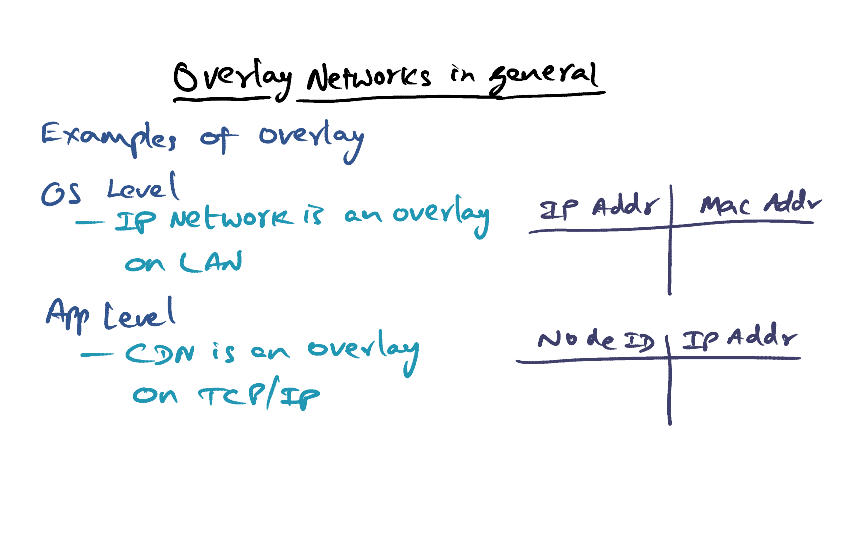 Overlay Networks in general
Examples of overlay
OS Level
— IP Network is an overlay
on LAN
IP Addr | Mac Addr
App Level
— CDN is an overlay
on TCP/IP
Node ID | IP Addr